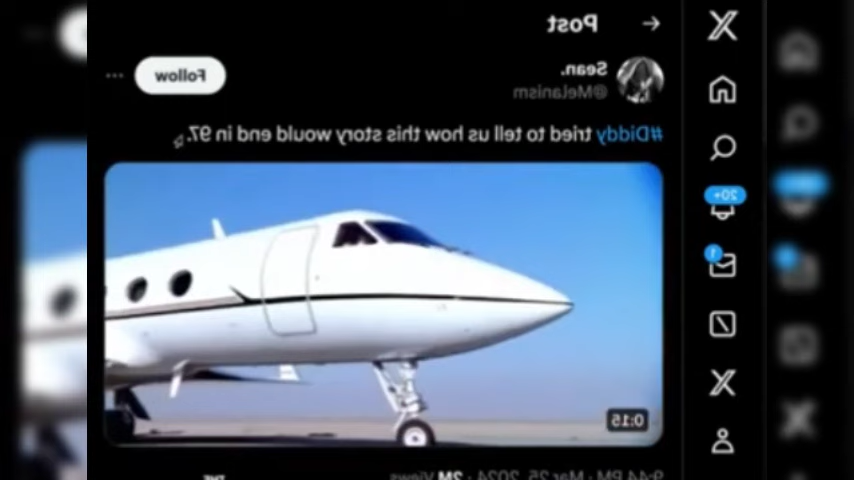 Post
Sean.
@Melanism
Follow
#Diddy tried to tell us how this story would end in 97.
20+
1
0:15
9:44 PM · Mar 25, 2024 · 2M Views